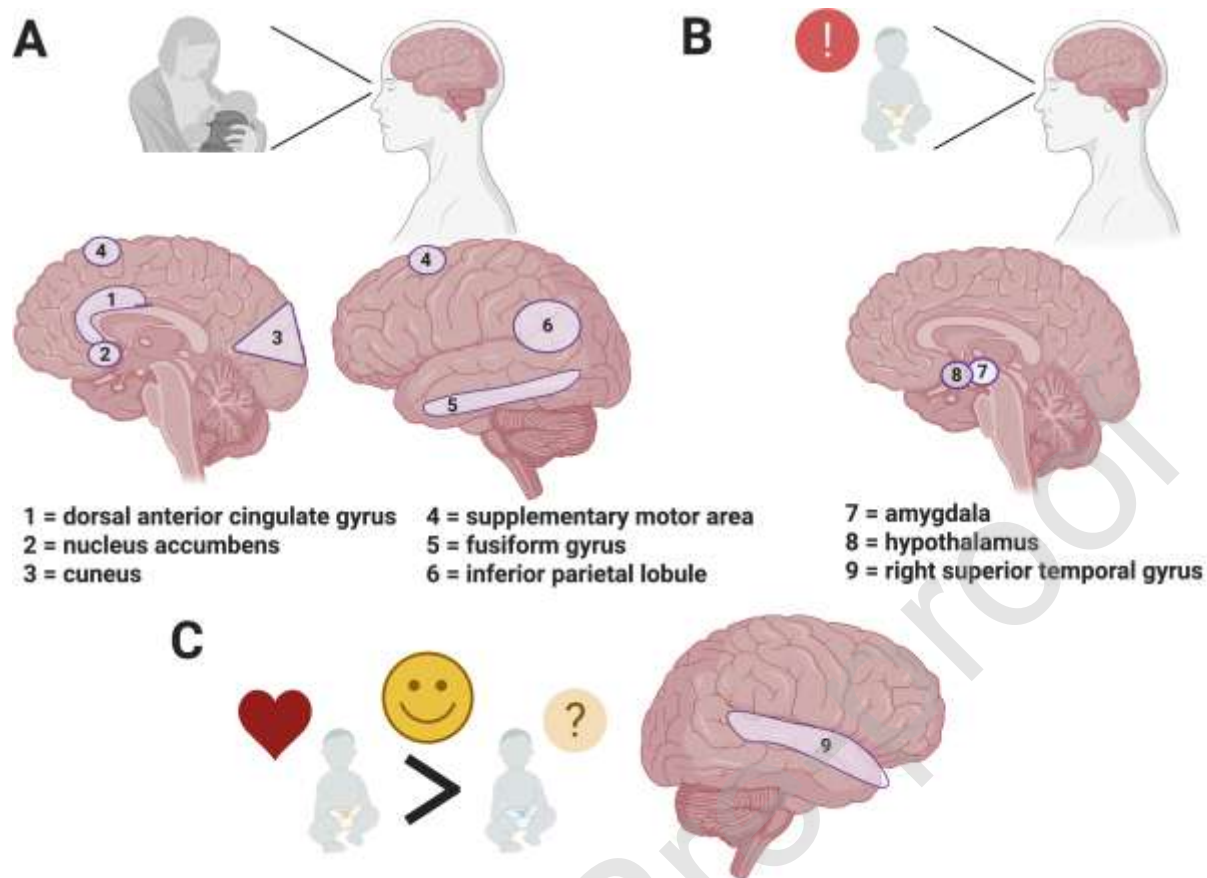 A
B
!
4
1
2
3
4
6
5
8
7
1 = dorsal anterior cingulate gyrus
2 = nucleus accumbens
3 = cuneus
4 = supplementary motor area
5 = fusiform gyrus
6 = inferior parietal lobule
7 = amygdala
8 = hypothalamus
9 = right superior temporal gyrus
C
?
>
9